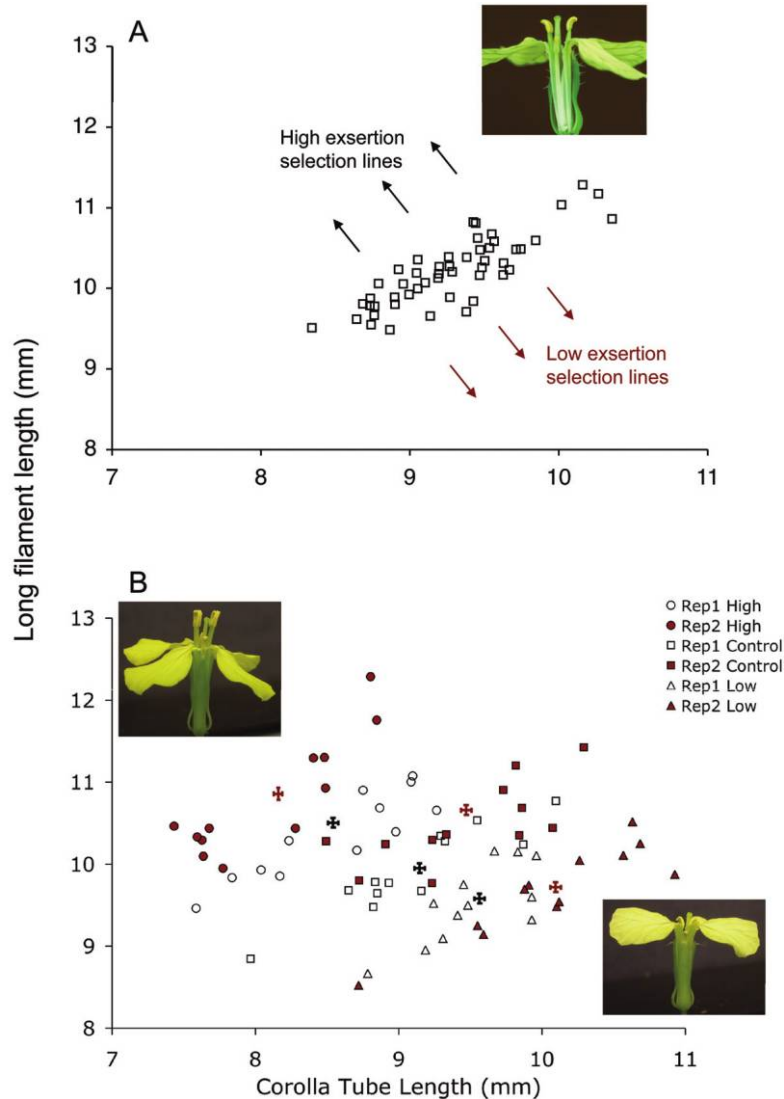 A
13
12
11
10
9
8
7
8
9
10
11
High exsertion
selection lines
Low exsertion
selection lines
Long filament length (mm)
B
13
12
11
10
9
8
7
8
9
10
11
Rep1 High
Rep2 High
Rep1 Control
Rep2 Control
Rep1 Low
Rep2 Low
Corolla Tube Length (mm)